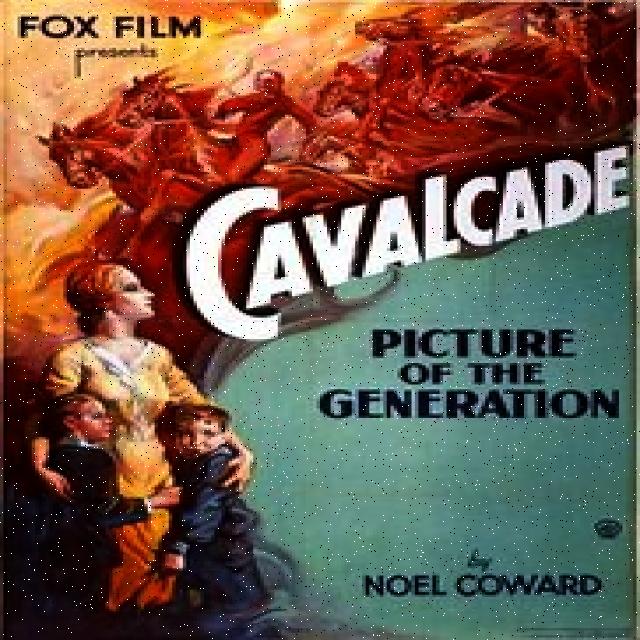 FOX FILM
presents
CAVALCADE
PICTURE
OF THE
GENERATION
by
NOEL COWARD